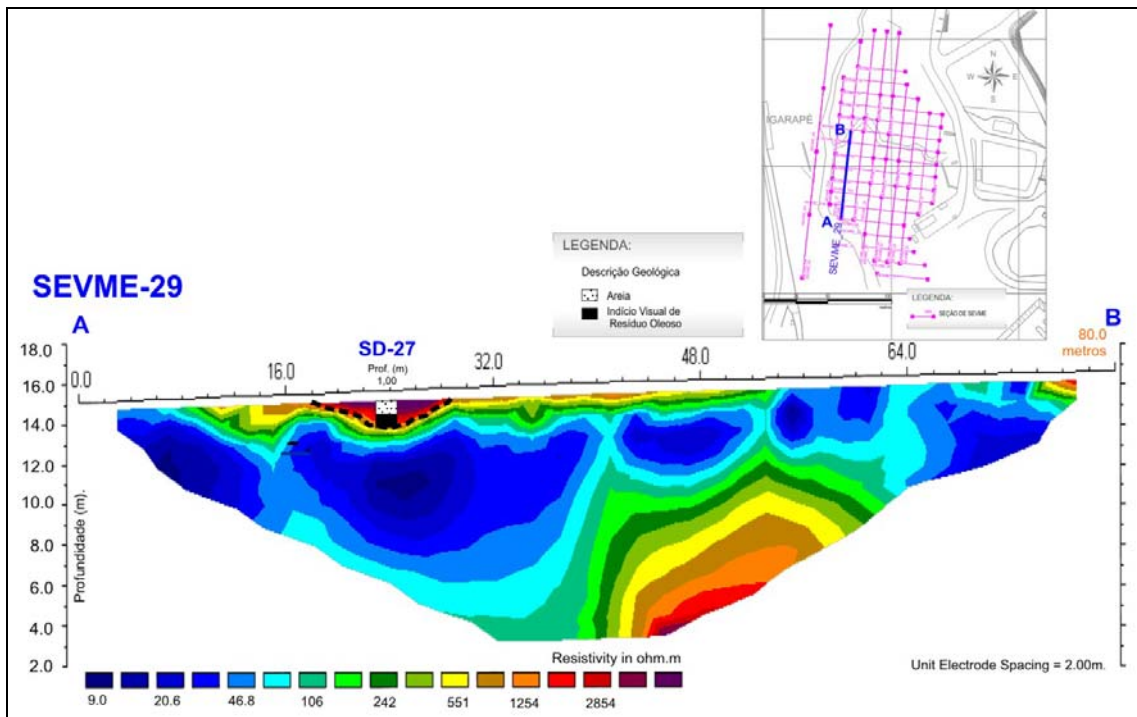 IGARAPÉ
N
W E
S
B
A
SEVME_29
LEGENDA:
SEÇÃO DE SEVME
LEGENDA:
Descrição Geológica
Areia
Indício Visual de
Resíduo Oleoso
SEVME-29
A
B
SD-27
Prof. (m)
1,00
0.0 16.0 32.0 48.0 64.0 80.0
metros
18.0
16.0
14.0
12.0
10.0
8.0
6.0
4.0
2.0
Profundidade (m).
Resistivity in ohm.m
9.0 20.6 46.8 106 242 551 1254 2854
Unit Electrode Spacing = 2.00m.